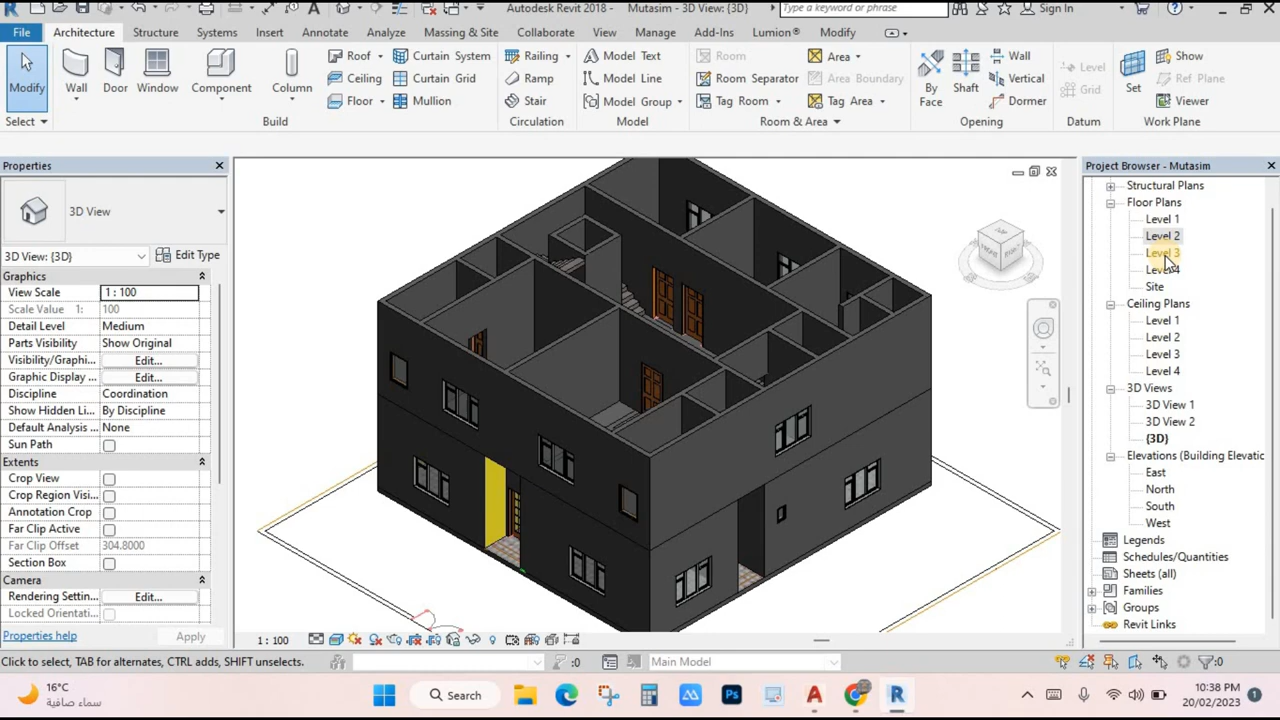 Autodesk Revit 2018 - Mutasim - 3D View: {3D}
Type a keyword or phrase
Sign In
File
Architecture
Structure
Systems
Insert
Annotate
Analyze
Massing & Site
Collaborate
View
Manage
Add-Ins
Lumion®
Modify
Modify
Wall
Door
Window
Component
Column
Roof
Ceiling
Floor
Curtain System
Curtain Grid
Mullion
Railing
Ramp
Stair
Model Text
Model Line
Model Group
Room
Room Separator
Tag Room
Area
Area Boundary
Tag Area
By Face
Shaft
Wall
Vertical
Dormer
Level
Grid
Set
Show
Ref Plane
Viewer
Select
Build
Circulation
Model
Room & Area
Opening
Datum
Work Plane
Properties
3D View
3D View: {3D}
Edit Type
Graphics
View Scale 1 : 100
Scale Value 1: 100
Detail Level Medium
Parts Visibility Show Original
Visibility/Graphi... Edit...
Graphic Display ... Edit...
Discipline Coordination
Show Hidden Li... By Discipline
Default Analysis ... None
Sun Path
Extents
Crop View
Crop Region Visi...
Annotation Crop
Far Clip Active
Far Clip Offset 304.8000
Section Box
Camera
Rendering Settin... Edit...
Locked Orientati...
Properties help
Apply
Project Browser - Mutasim
Structural Plans
Floor Plans
Level 1
Level 2
Level 3
Level 4
Site
Ceiling Plans
Level 1
Level 2
Level 3
Level 4
3D Views
3D View 1
3D View 2
{3D}
Elevations (Building Elevatio
East
North
South
West
Legends
Schedules/Quantities
Sheets (all)
Families
Groups
Revit Links
1 : 100
Click to select, TAB for alternates, CTRL adds, SHIFT unselects.
:0
Main Model
:0
16°C
سماء صافية
Search
Ps
10:38 PM
20/02/2023